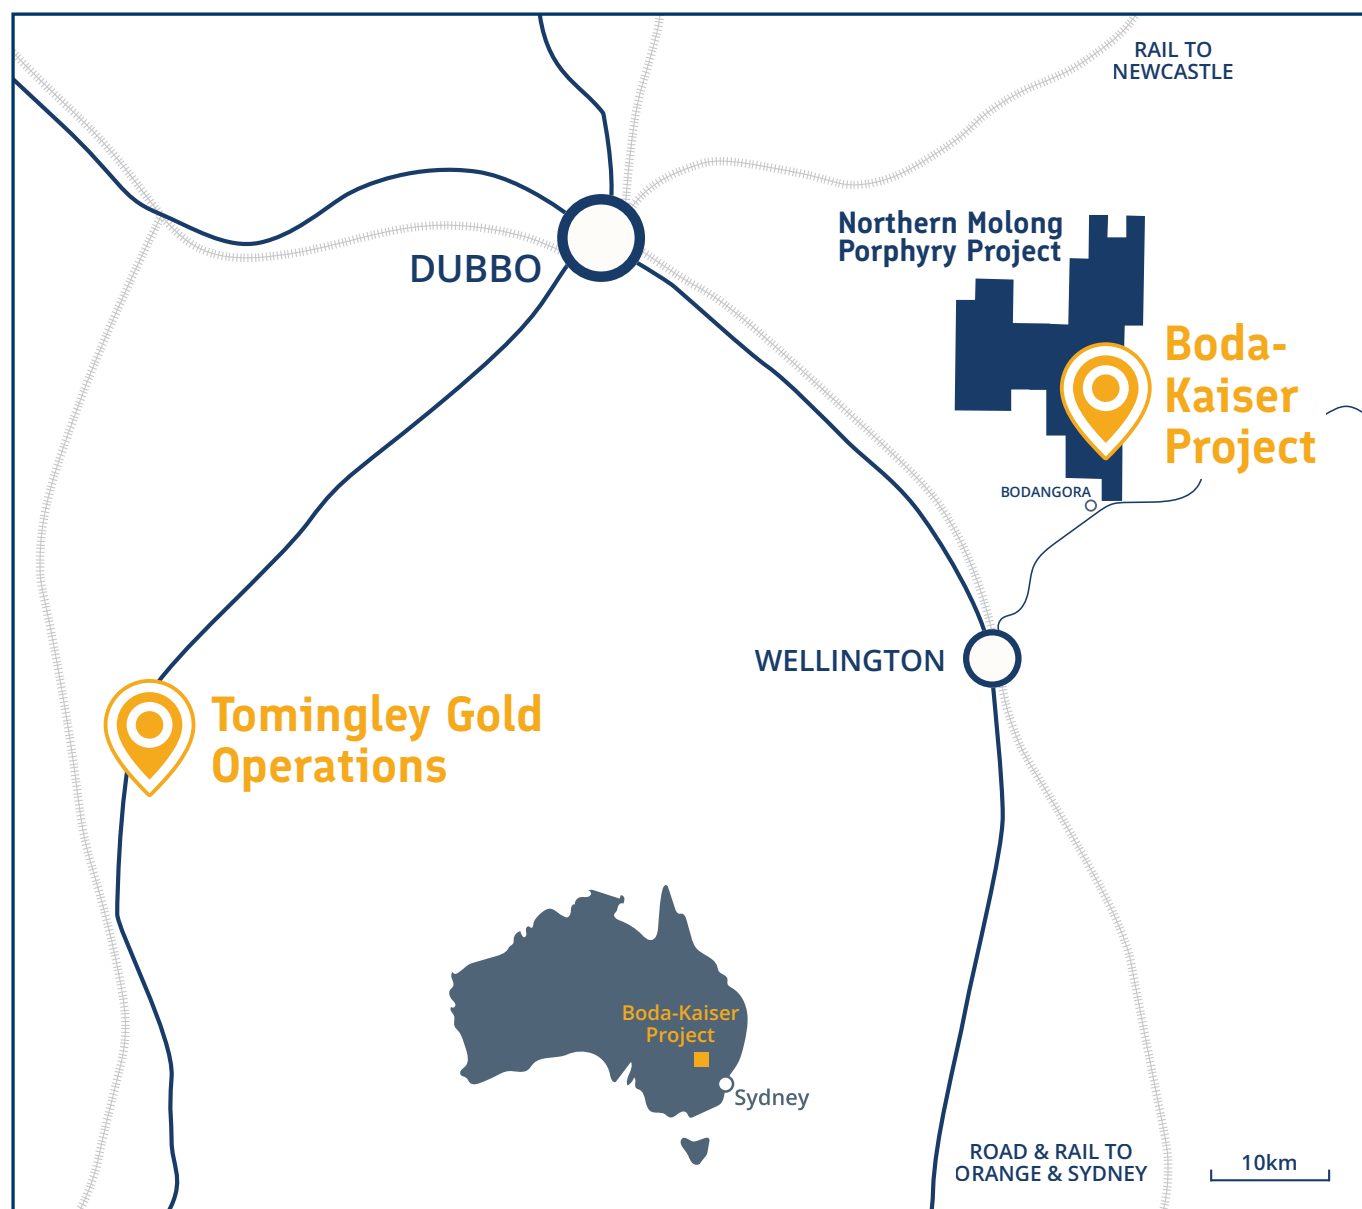 RAIL TO
NEWCASTLE
Northern Molong
Porphyry Project
DUBBO
Boda-
Kaiser
Project
BODANGORA
WELLINGTON
Tomingley Gold
Operations
Boda-Kaiser
Project
Sydney
ROAD & RAIL TO
ORANGE & SYDNEY
10km